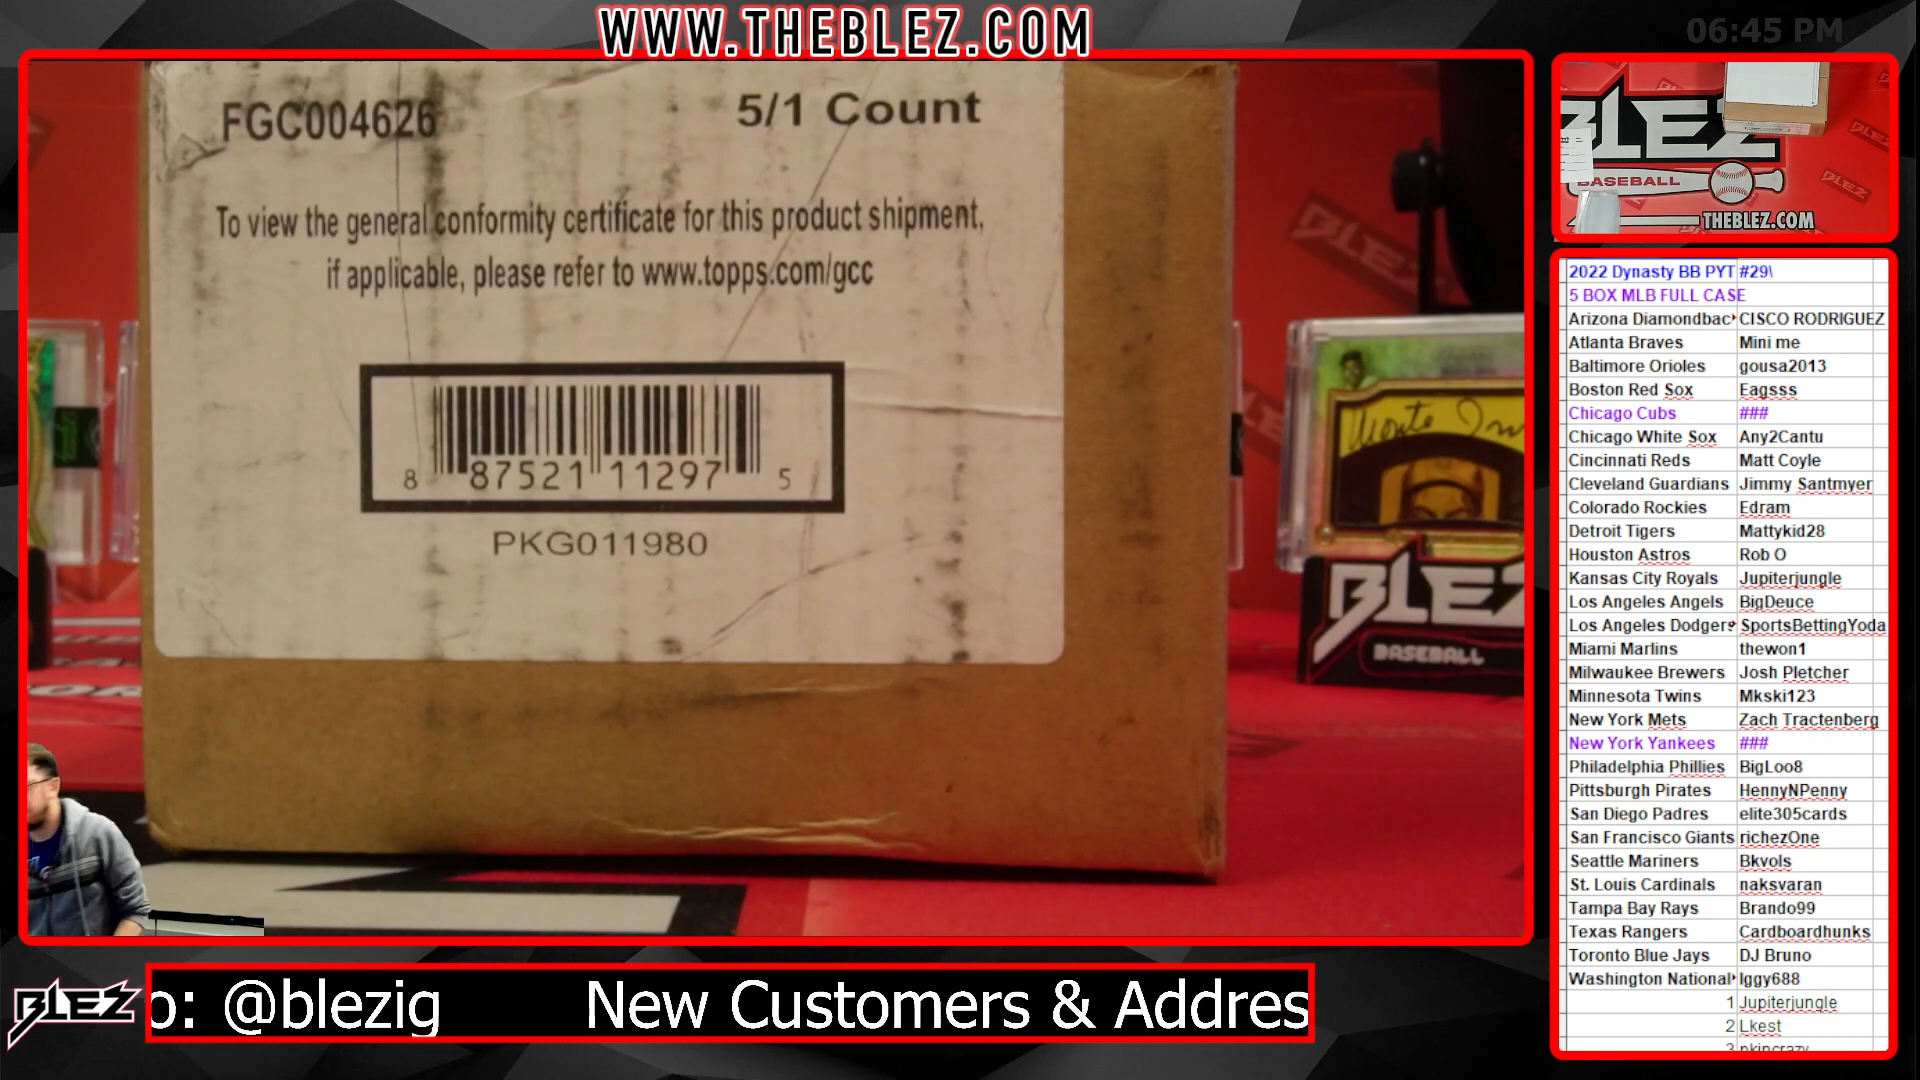 WWW.THEBLEZ.COM
06:45 PM
FGC004626
5/1 Count
To view the general conformity certificate for this product shipment,
if applicable, please refer to www.topps.com/gcc
8 87521 11297 5
PKG011980
BLEZ
BASEBALL
BLEZ
BASEBALL
THEBLEZ.COM
BLEZ
2022 Dynasty BB PYT #29\
5 BOX MLB FULL CASE
Arizona Diamondbac CISCO RODRIGUEZ
Atlanta Braves Mini me
Baltimore Orioles gousa2013
Boston Red Sox Eagsss
Chicago Cubs ###
Chicago White Sox Any2Cantu
Cincinnati Reds Matt Coyle
Cleveland Guardians Jimmy Santmyer
Colorado Rockies Edram
Detroit Tigers Mattykid28
Houston Astros Rob O
Kansas City Royals Jupiterjungle
Los Angeles Angels BigDeuce
Los Angeles Dodgers SportsBettingYoda
Miami Marlins thewon1
Milwaukee Brewers Josh Pletcher
Minnesota Twins Mkski123
New York Mets Zach Tractenberg
New York Yankees ###
Philadelphia Phillies BigLoo8
Pittsburgh Pirates HennyNPenny
San Diego Padres elite305cards
San Francisco Giants richezOne
Seattle Mariners Bkvols
St. Louis Cardinals naksvaran
Tampa Bay Rays Brando99
Texas Rangers Cardboardhunks
Toronto Blue Jays DJ Bruno
Washington National Iggy688
1 Jupiterjungle
2 Lkest
3 pkincrazy
BLEZ
o: @blezig New Customers & Addres